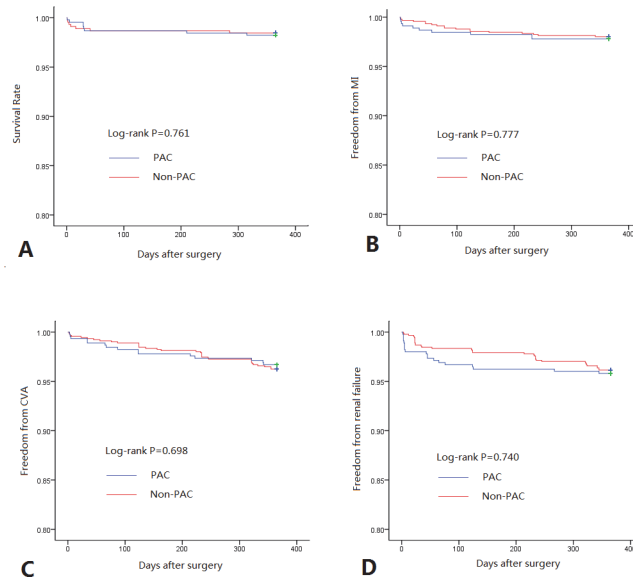 1.00
0.95
0.90
0.85
0.80
Survival Rate
Log-rank P=0.761
PAC
Non-PAC
0 100 200 300 400
Days after surgery
A
1.00
0.95
0.90
0.85
0.80
Freedom from MI
Log-rank P=0.777
PAC
Non-PAC
0 100 200 300 400
Days after surgery
B
1.00
0.95
0.90
0.85
0.80
Freedom from CVA
Log-rank P=0.698
PAC
Non-PAC
0 100 200 300 400
Days after surgery
C
1.00
0.95
0.90
0.85
0.80
Freedom from renal failure
Log-rank P=0.740
PAC
Non-PAC
0 100 200 300 400
Days after surgery
D